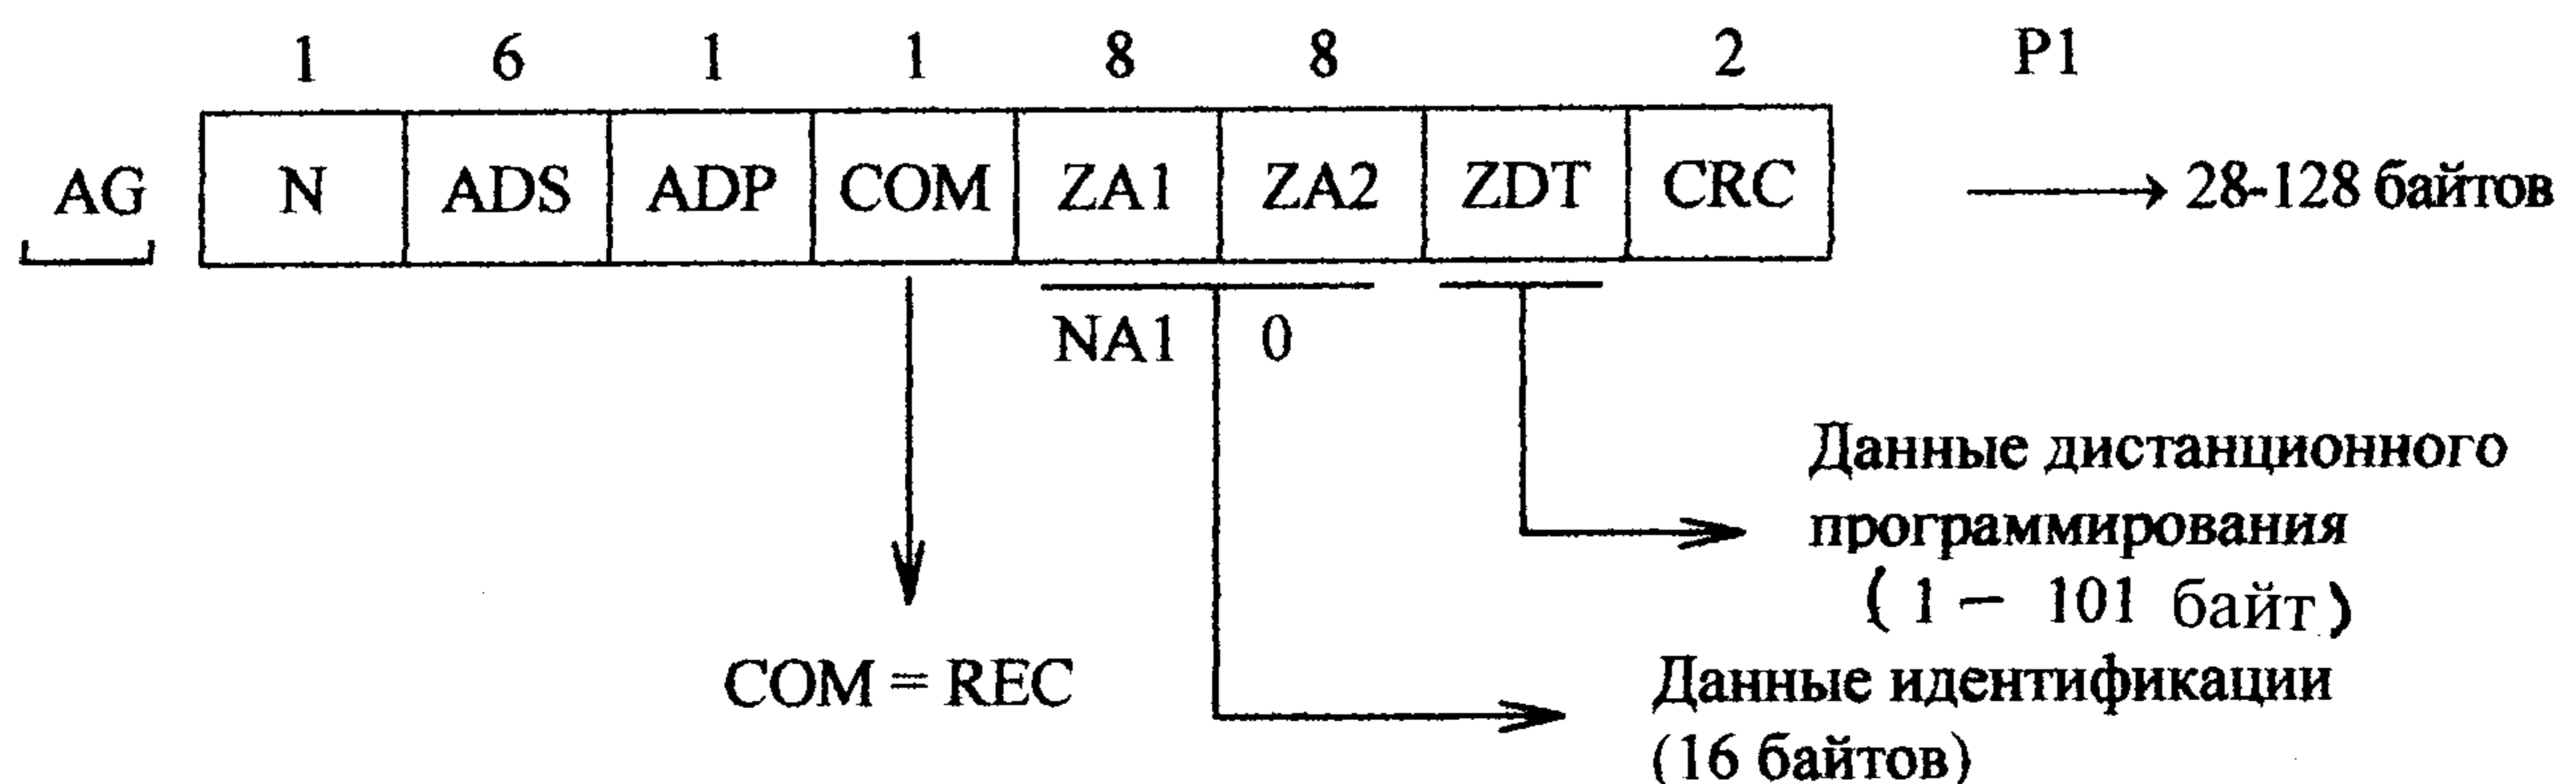 1 6 1 1 8 8 2 P1
AG N ADS ADP COM ZA1 ZA2 ZDT CRC 28-128 байтов
NA1 0
Данные дистанционного
программирования
( 1 – 101 байт )
COM = REC
Данные идентификации
(16 байтов)